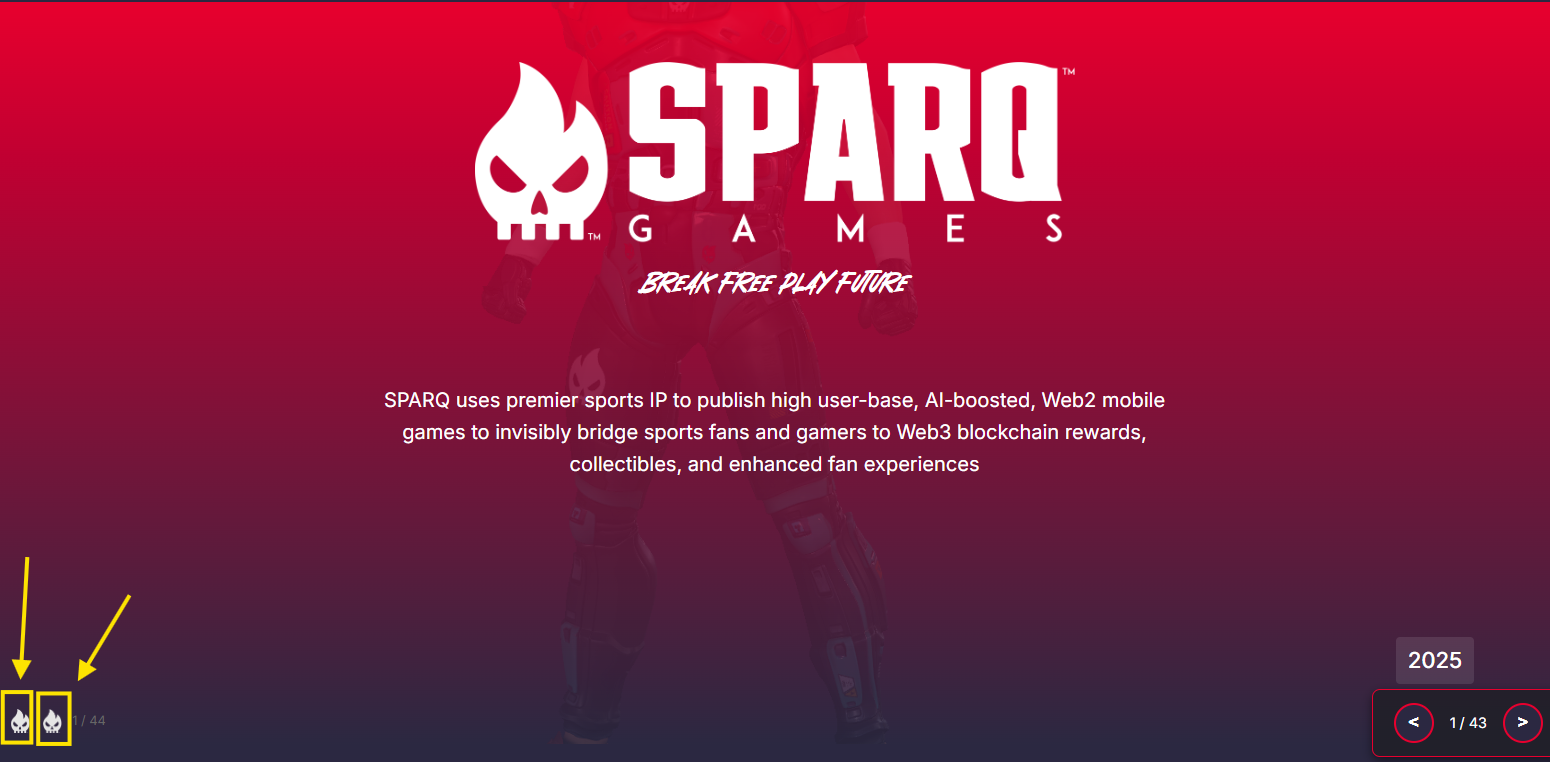 SPARQ™
GAMES
™
BREAK FREE PLAY FUTURE
SPARQ uses premier sports IP to publish high user-base, AI-boosted, Web2 mobile
games to invisibly bridge sports fans and gamers to Web3 blockchain rewards,
collectibles, and enhanced fan experiences
2025
1 / 44
< 1 / 43 >